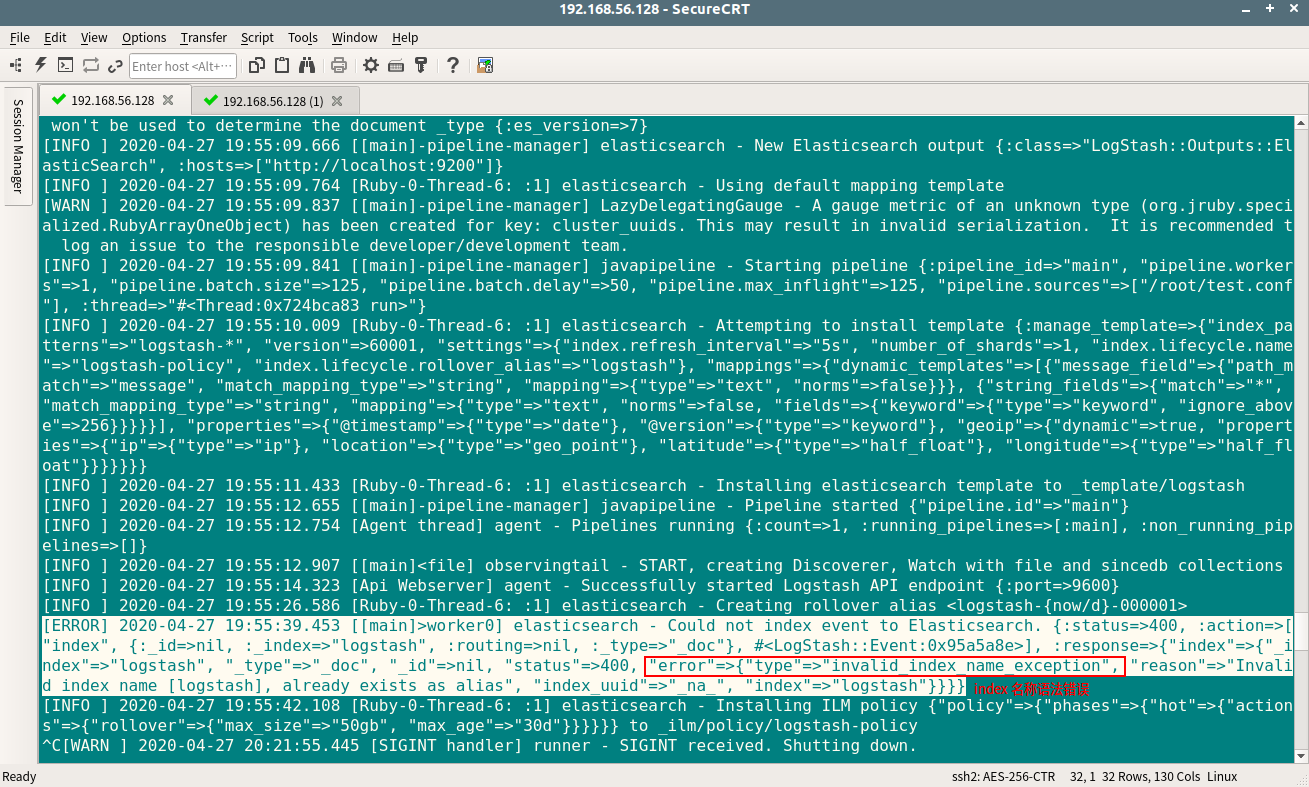 192.168.56.128 - SecureCRT
File Edit View Options Transfer Script Tools Window Help
Enter host <Alt+⋯
Session Manager
192.168.56.128
192.168.56.128 (1)
won't be used to determine the document _type {:es_version=>7}
[INFO ] 2020-04-27 19:55:09.666 [[main]-pipeline-manager] elasticsearch - New Elasticsearch output {:class=>"LogStash::Outputs::El
asticSearch", :hosts=>["http://localhost:9200"]}
[INFO ] 2020-04-27 19:55:09.764 [Ruby-0-Thread-6: :1] elasticsearch - Using default mapping template
[WARN ] 2020-04-27 19:55:09.837 [[main]-pipeline-manager] LazyDelegatingGauge - A gauge metric of an unknown type (org.jruby.speci
alized.RubyArrayOneObject) has been created for key: cluster_uuids. This may result in invalid serialization.  It is recommended t
log an issue to the responsible developer/development team.
[INFO ] 2020-04-27 19:55:09.841 [[main]-pipeline-manager] javapipeline - Starting pipeline {:pipeline_id=>"main", "pipeline.worker
s"=>1, "pipeline.batch.size"=>125, "pipeline.batch.delay"=>50, "pipeline.max_inflight"=>125, "pipeline.sources"=>["/root/test.conf
"], :thread=>"#<Thread:0x724bca83 run>"}
[INFO ] 2020-04-27 19:55:10.009 [Ruby-0-Thread-6: :1] elasticsearch - Attempting to install template {:manage_template=>{"index_pa
tterns"=>"logstash-*", "version"=>60001, "settings"=>{"index.refresh_interval"=>"5s", "number_of_shards"=>1, "index.lifecycle.name
"=>"logstash-policy", "index.lifecycle.rollover_alias"=>"logstash"}, "mappings"=>{"dynamic_templates"=>[{"message_field"=>{"path_m
atch"=>"message", "match_mapping_type"=>"string", "mapping"=>{"type"=>"text", "norms"=>false}}}, {"string_fields"=>{"match"=>"*",
"match_mapping_type"=>"string", "mapping"=>{"type"=>"text", "norms"=>false, "fields"=>{"keyword"=>{"type"=>"keyword", "ignore_abov
e"=>256}}}}}], "properties"=>{"@timestamp"=>{"type"=>"date"}, "@version"=>{"type"=>"keyword"}, "geoip"=>{"dynamic"=>true, "propert
ies"=>{"ip"=>{"type"=>"ip"}, "location"=>{"type"=>"geo_point"}, "latitude"=>{"type"=>"half_float"}, "longitude"=>{"type"=>"half_fl
oat"}}}}}}}
[INFO ] 2020-04-27 19:55:11.433 [Ruby-0-Thread-6: :1] elasticsearch - Installing elasticsearch template to _template/logstash
[INFO ] 2020-04-27 19:55:12.655 [[main]-pipeline-manager] javapipeline - Pipeline started {"pipeline.id"=>"main"}
[INFO ] 2020-04-27 19:55:12.754 [Agent thread] agent - Pipelines running {:count=>1, :running_pipelines=>[:main], :non_running_pip
elines=>[]}
[INFO ] 2020-04-27 19:55:12.907 [[main]<file] observingtail - START, creating Discoverer, Watch with file and sincedb collections
[INFO ] 2020-04-27 19:55:14.323 [Api Webserver] agent - Successfully started Logstash API endpoint {:port=>9600}
[INFO ] 2020-04-27 19:55:26.586 [Ruby-0-Thread-6: :1] elasticsearch - Creating rollover alias <logstash-{now/d}-000001>
[ERROR] 2020-04-27 19:55:39.453 [[main]>worker0] elasticsearch - Could not index event to Elasticsearch. {:status=>400, :action=>[
"index", {:_id=>nil, :_index=>"logstash", :routing=>nil, :_type=>"_doc"}, #<LogStash::Event:0x95a5a8e>], :response=>{"index"=>{"_i
ndex"=>"logstash", "_type"=>"_doc", "_id"=>nil, "status"=>400, "error"=>{"type"=>"invalid_index_name_exception", "reason"=>"Invali
d index name [logstash], already exists as alias", "index_uuid"=>"_na_", "index"=>"logstash"}}}} index 名称语法错误
[INFO ] 2020-04-27 19:55:42.108 [Ruby-0-Thread-6: :1] elasticsearch - Installing ILM policy {"policy"=>{"phases"=>{"hot"=>{"action
s"=>{"rollover"=>{"max_size"=>"50gb", "max_age"=>"30d"}}}}}} to _ilm/policy/logstash-policy
^C[WARN ] 2020-04-27 20:21:55.445 [SIGINT handler] runner - SIGINT received. Shutting down.
Ready ssh2: AES-256-CTR 32, 1 32 Rows, 130 Cols Linux